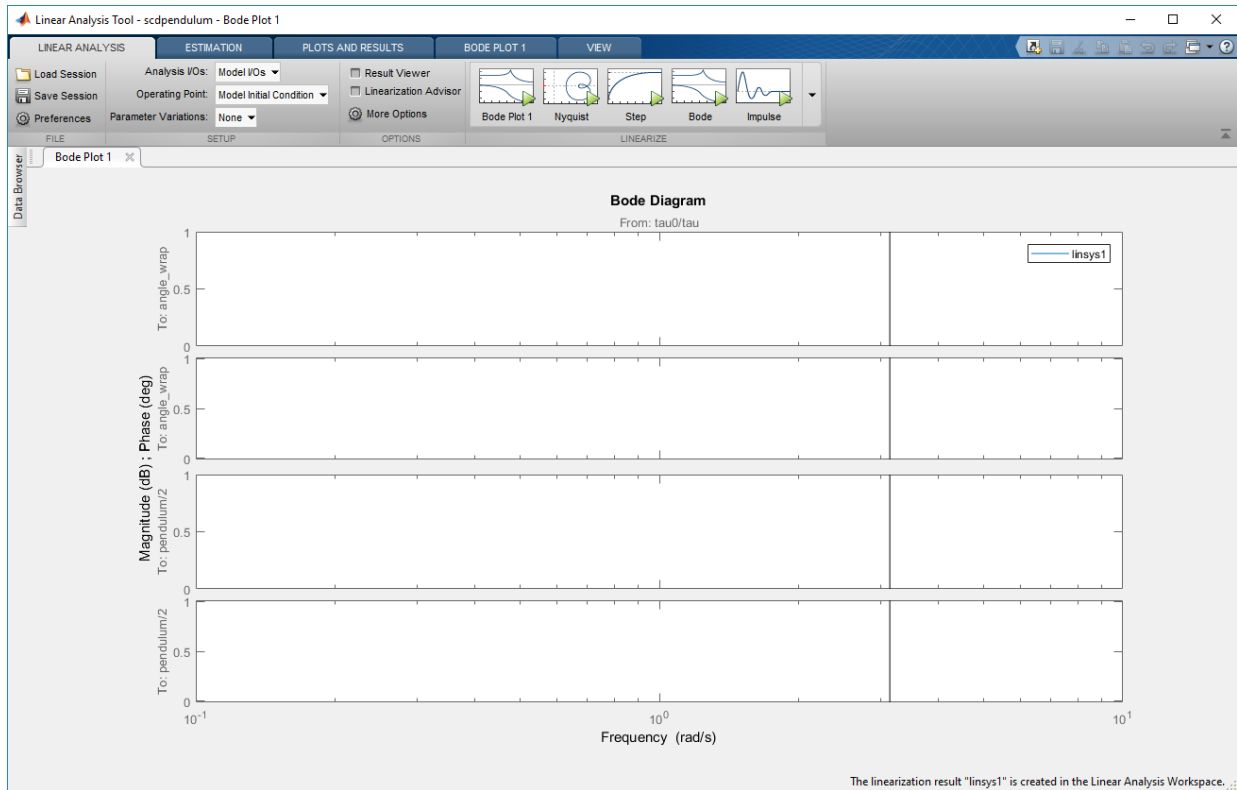 Linear Analysis Tool - scdpendulum - Bode Plot 1
LINEAR ANALYSIS ESTIMATION PLOTS AND RESULTS BODE PLOT 1 VIEW
Load Session
Save Session
Preferences
FILE
Analysis I/Os: Model I/Os
Operating Point: Model Initial Condition
Parameter Variations: None
SETUP
Result Viewer
Linearization Advisor
More Options
OPTIONS
Bode Plot 1 Nyquist Step Bode Impulse
LINEARIZE
Data Browser
Bode Plot 1
Bode Diagram
From: tau0/tau
Magnitude (dB) ; Phase (deg)
To: angle_wrap
1
0.5
0
linsys1
To: angle_wrap
1
0.5
0
To: pendulum/2
1
0.5
0
To: pendulum/2
1
0.5
0
10^-1 10^0 10^1
Frequency (rad/s)
The linearization result "linsys1" is created in the Linear Analysis Workspace.